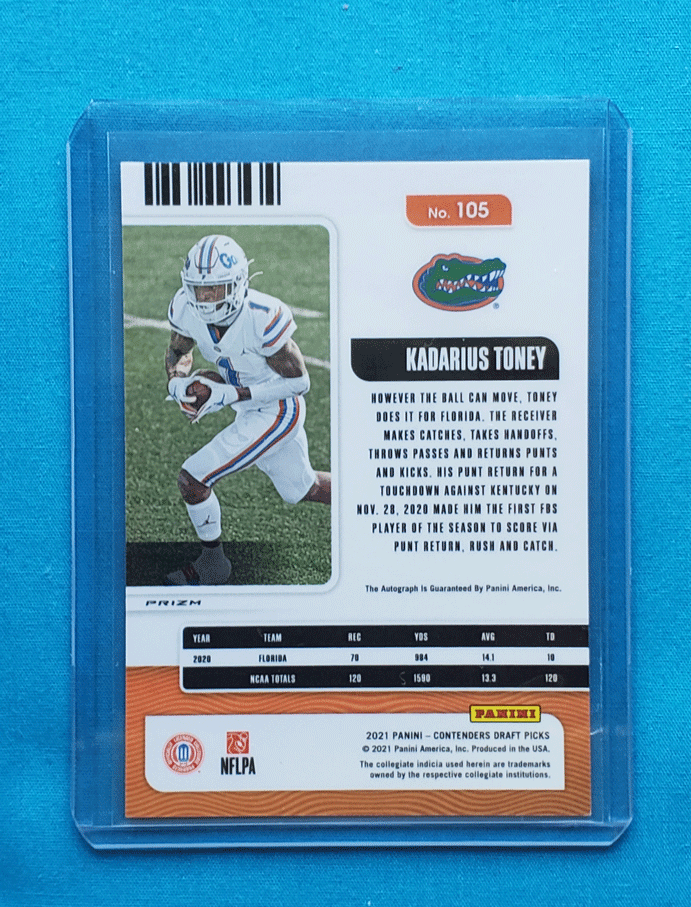 No. 105
KADARIUS TONEY
HOWEVER THE BALL CAN MOVE, TONEY
DOES IT FOR FLORIDA. THE RECEIVER
MAKES CATCHES, TAKES HANDOFFS,
THROWS PASSES AND RETURNS PUNTS
AND KICKS. HIS PUNT RETURN FOR A
TOUCHDOWN AGAINST KENTUCKY ON
NOV. 28, 2020 MADE HIM THE FIRST FBS
PLAYER OF THE SEASON TO SCORE VIA
PUNT RETURN, RUSH AND CATCH.
The Autograph Is Guaranteed By Panini America, Inc.
PRIZM
YEAR TEAM REC YDS AVG TD
2020 FLORIDA 70 984 14.1 10
NCAA TOTALS 120 1590 13.3 120
PANINI
2021 PANINI – CONTENDERS DRAFT PICKS
© 2021 Panini America, Inc. Produced in the USA.
The collegiate indicia used herein are trademarks
owned by the respective collegiate institutions.
NFLPA
1